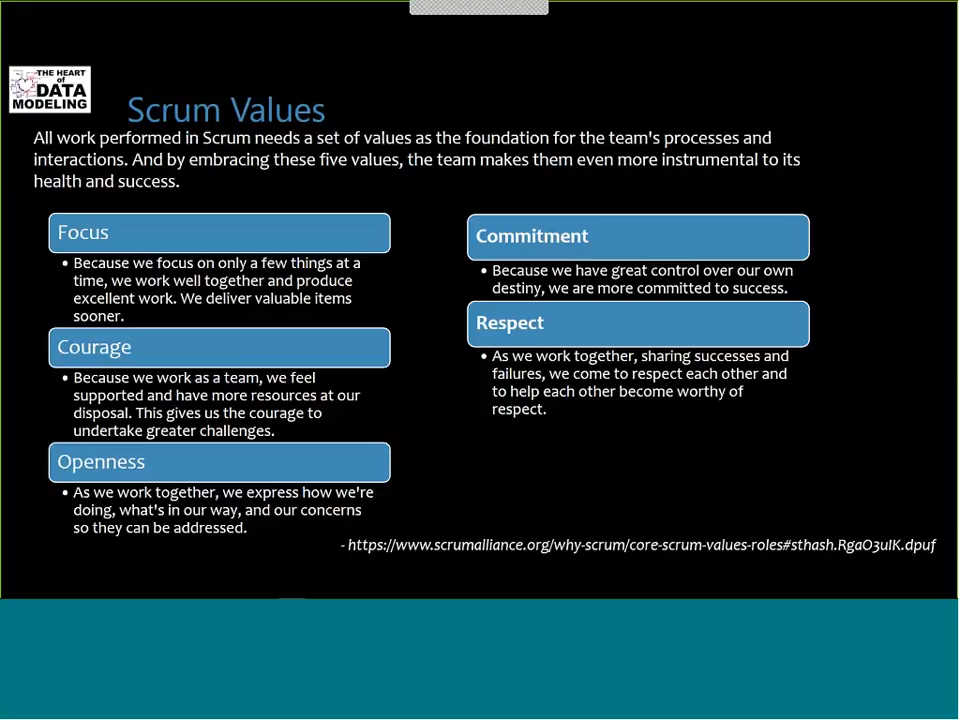 THE HEART
of
DATA
MODELING
Scrum Values
All work performed in Scrum needs a set of values as the foundation for the team's processes and
interactions. And by embracing these five values, the team makes them even more instrumental to its
health and success.
Focus
• Because we focus on only a few things at a
time, we work well together and produce
excellent work. We deliver valuable items
sooner.
Courage
• Because we work as a team, we feel
supported and have more resources at our
disposal. This gives us the courage to
undertake greater challenges.
Openness
• As we work together, we express how we're
doing, what's in our way, and our concerns
so they can be addressed.
Commitment
• Because we have great control over our own
destiny, we are more committed to success.
Respect
• As we work together, sharing successes and
failures, we come to respect each other and
to help each other become worthy of
respect.
- https://www.scrumalliance.org/why-scrum/core-scrum-values-roles#sthash.RgaO3uIK.dpuf